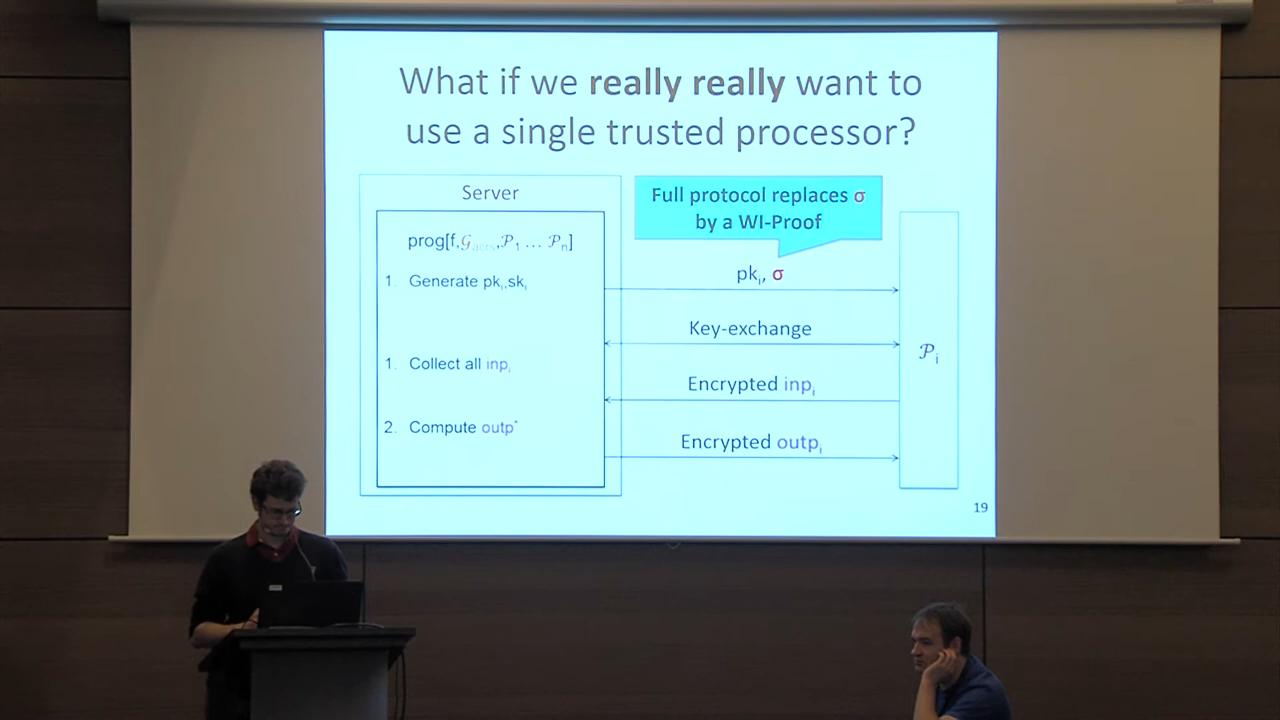 What if we really really want to
use a single trusted processor?
Server
prog[f,𝒢acrs,𝒫1 … 𝒫n]
1. Generate pki,ski
1. Collect all inpi
2. Compute outp*
Full protocol replaces σ
by a WI-Proof
pki, σ
Key-exchange
Encrypted inpi
Encrypted outpi
𝒫i
19